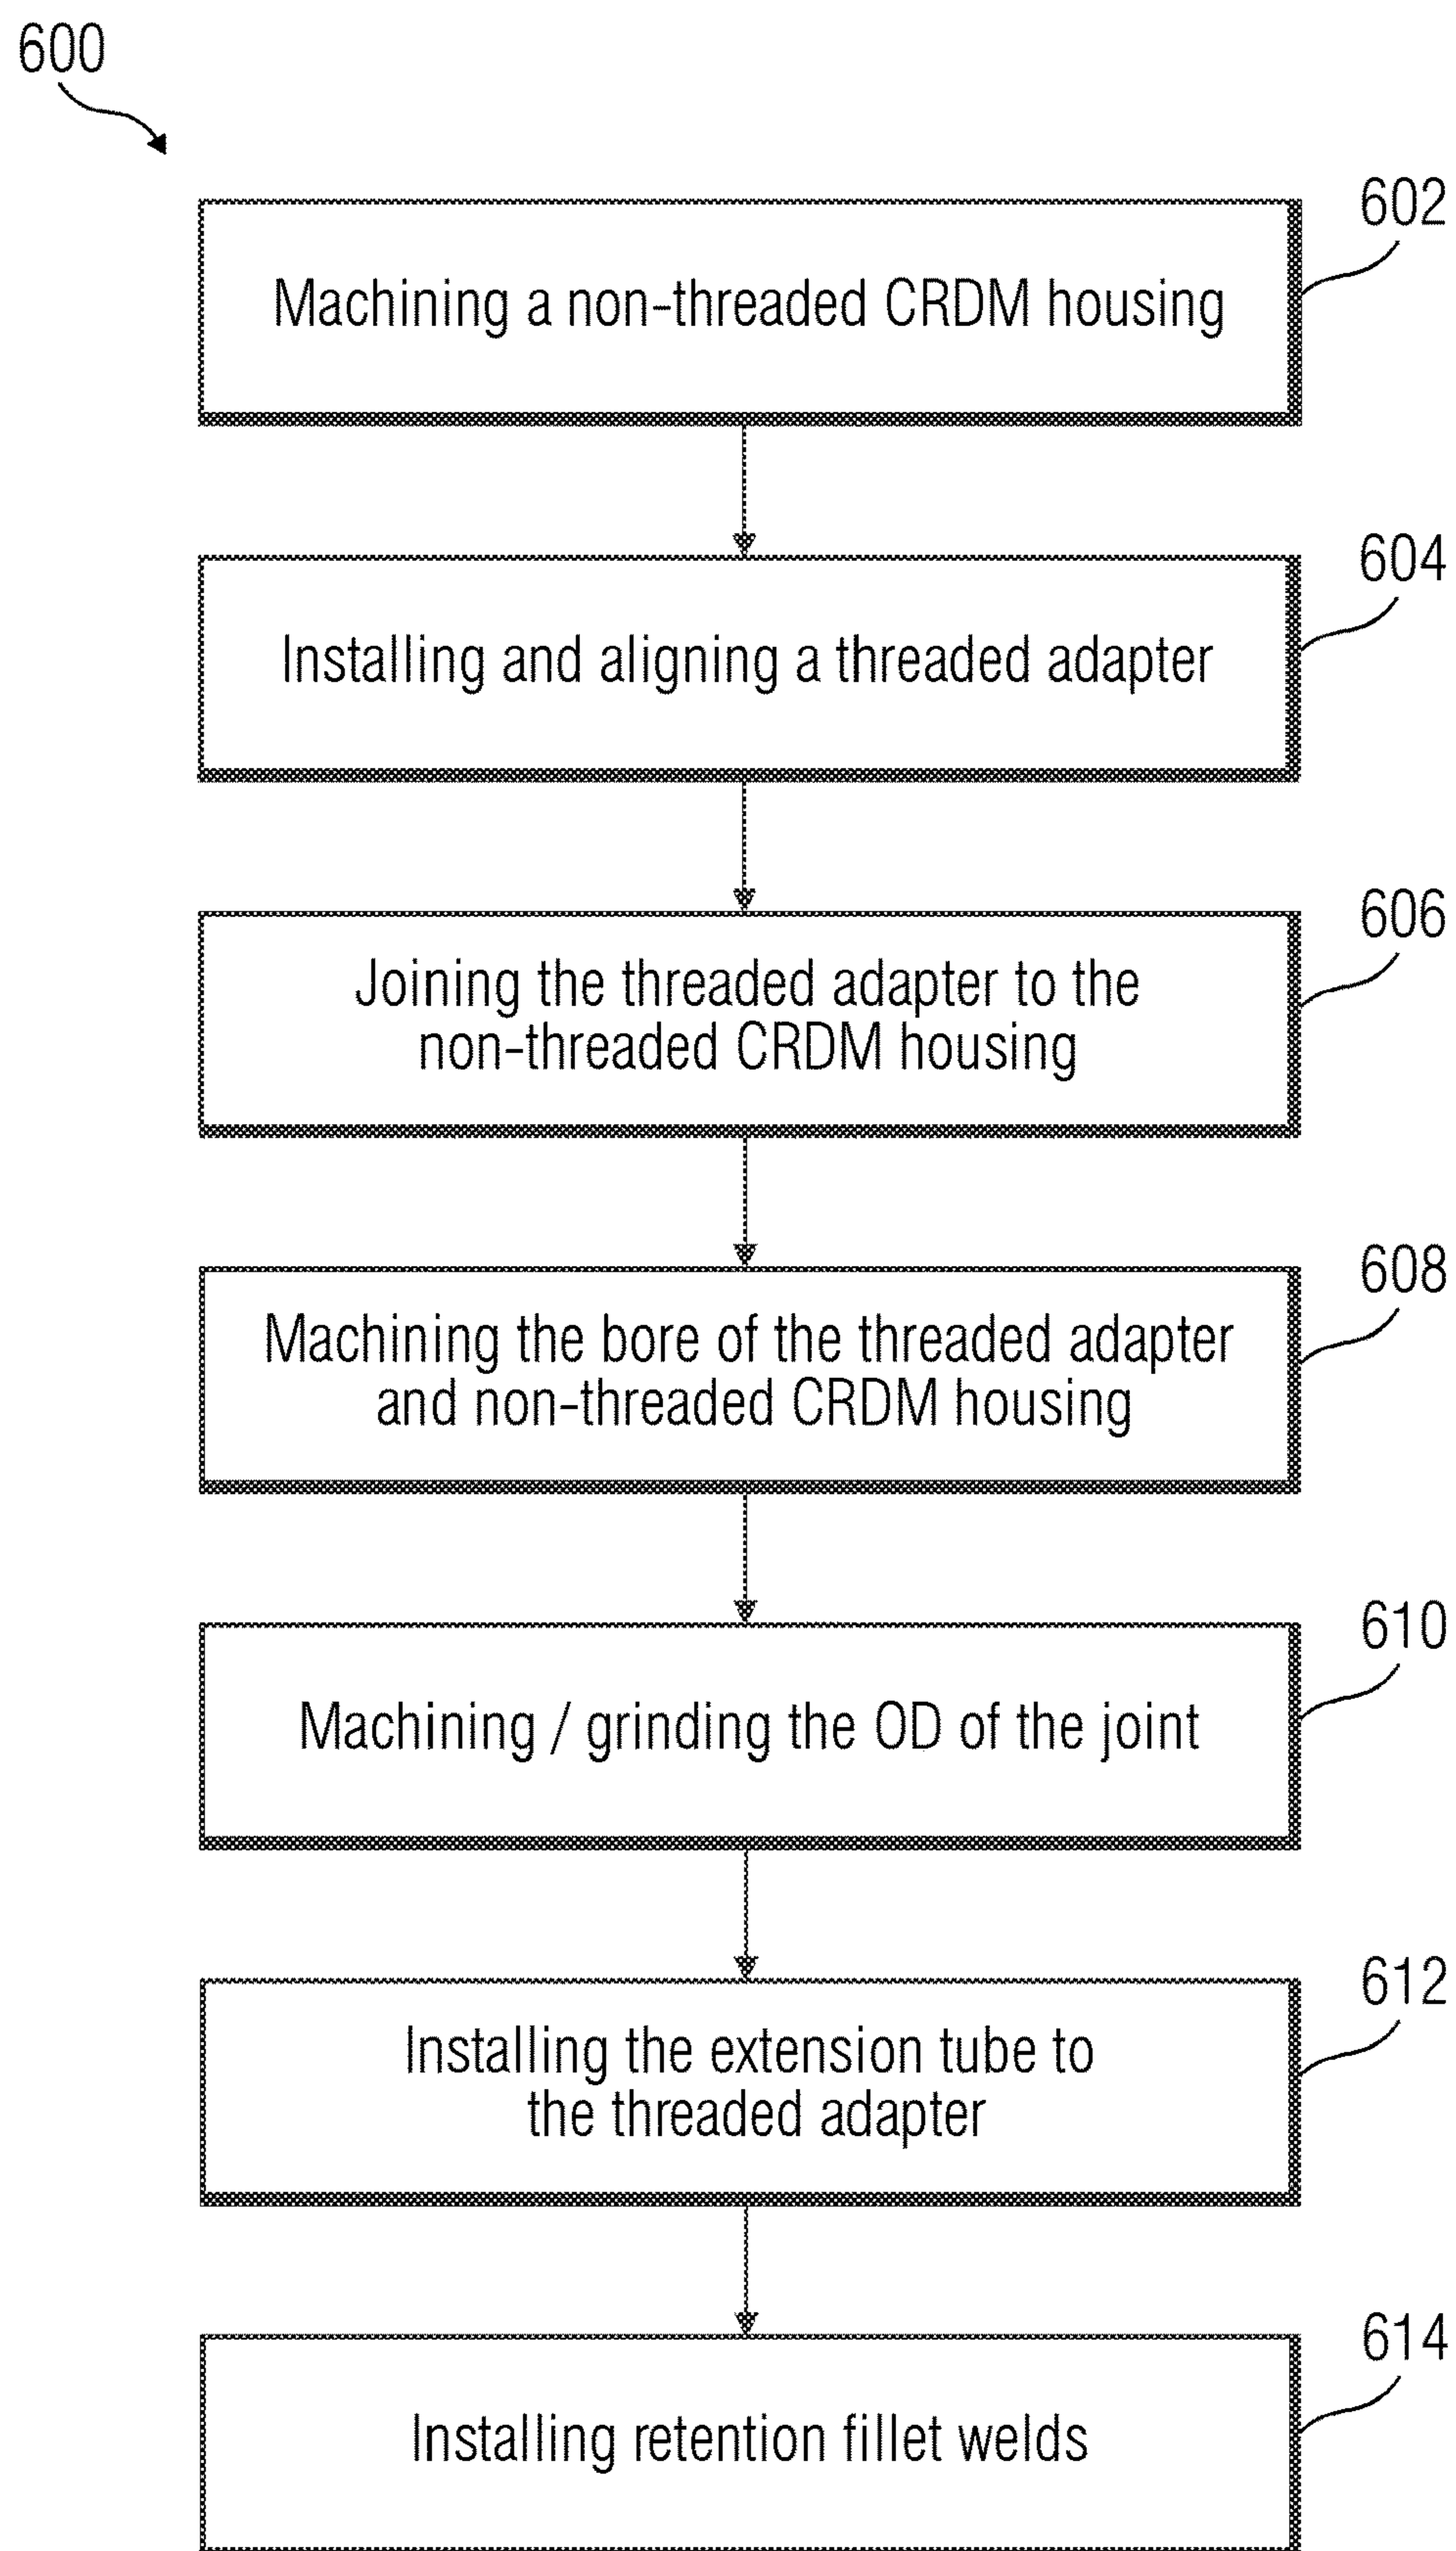 600
602
Machining a non-threaded CRDM housing
604
Installing and aligning a threaded adapter
606
Joining the threaded adapter to the
non-threaded CRDM housing
608
Machining the bore of the threaded adapter
and non-threaded CRDM housing
610
Machining / grinding the OD of the joint
612
Installing the extension tube to
the threaded adapter
614
Installing retention fillet welds